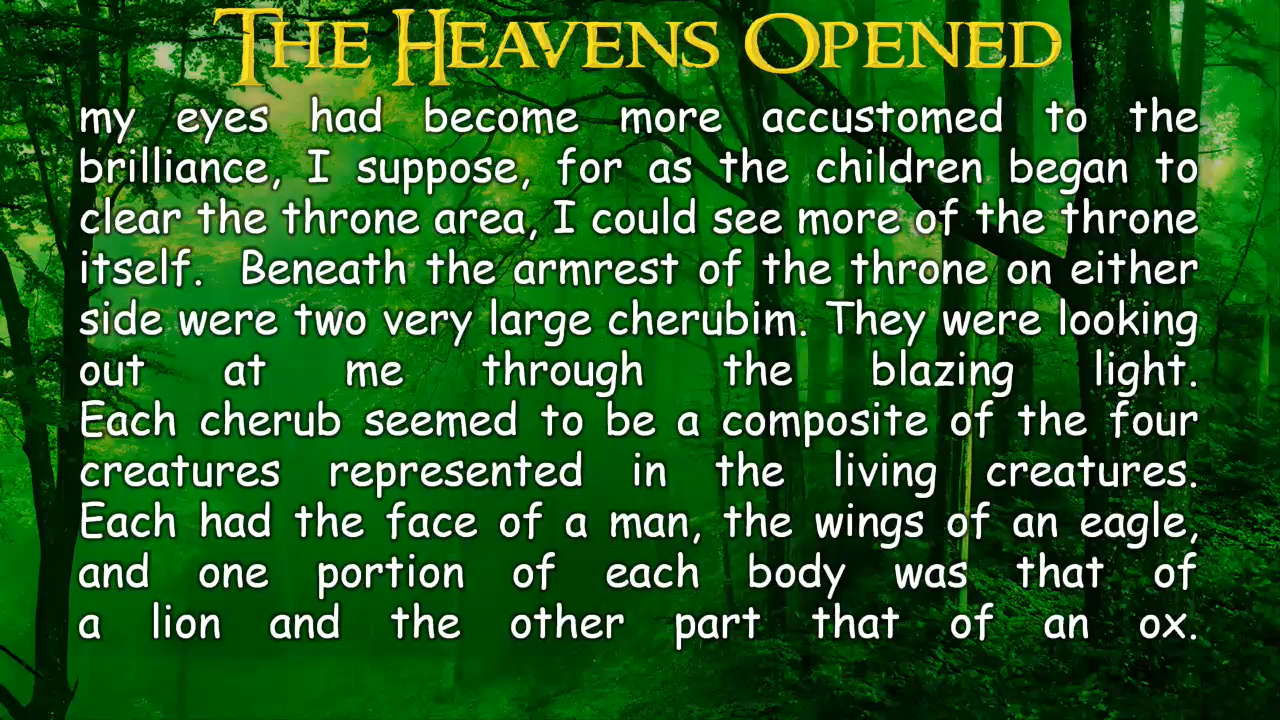 The Heavens Opened
my eyes had become more accustomed to the
brilliance, I suppose, for as the children began to
clear the throne area, I could see more of the throne
itself.  Beneath the armrest of the throne on either
side were two very large cherubim. They were looking
out at me through the blazing light.
Each cherub seemed to be a composite of the four
creatures represented in the living creatures.
Each had the face of a man, the wings of an eagle,
and one portion of each body was that of
a lion and the other part that of an ox.